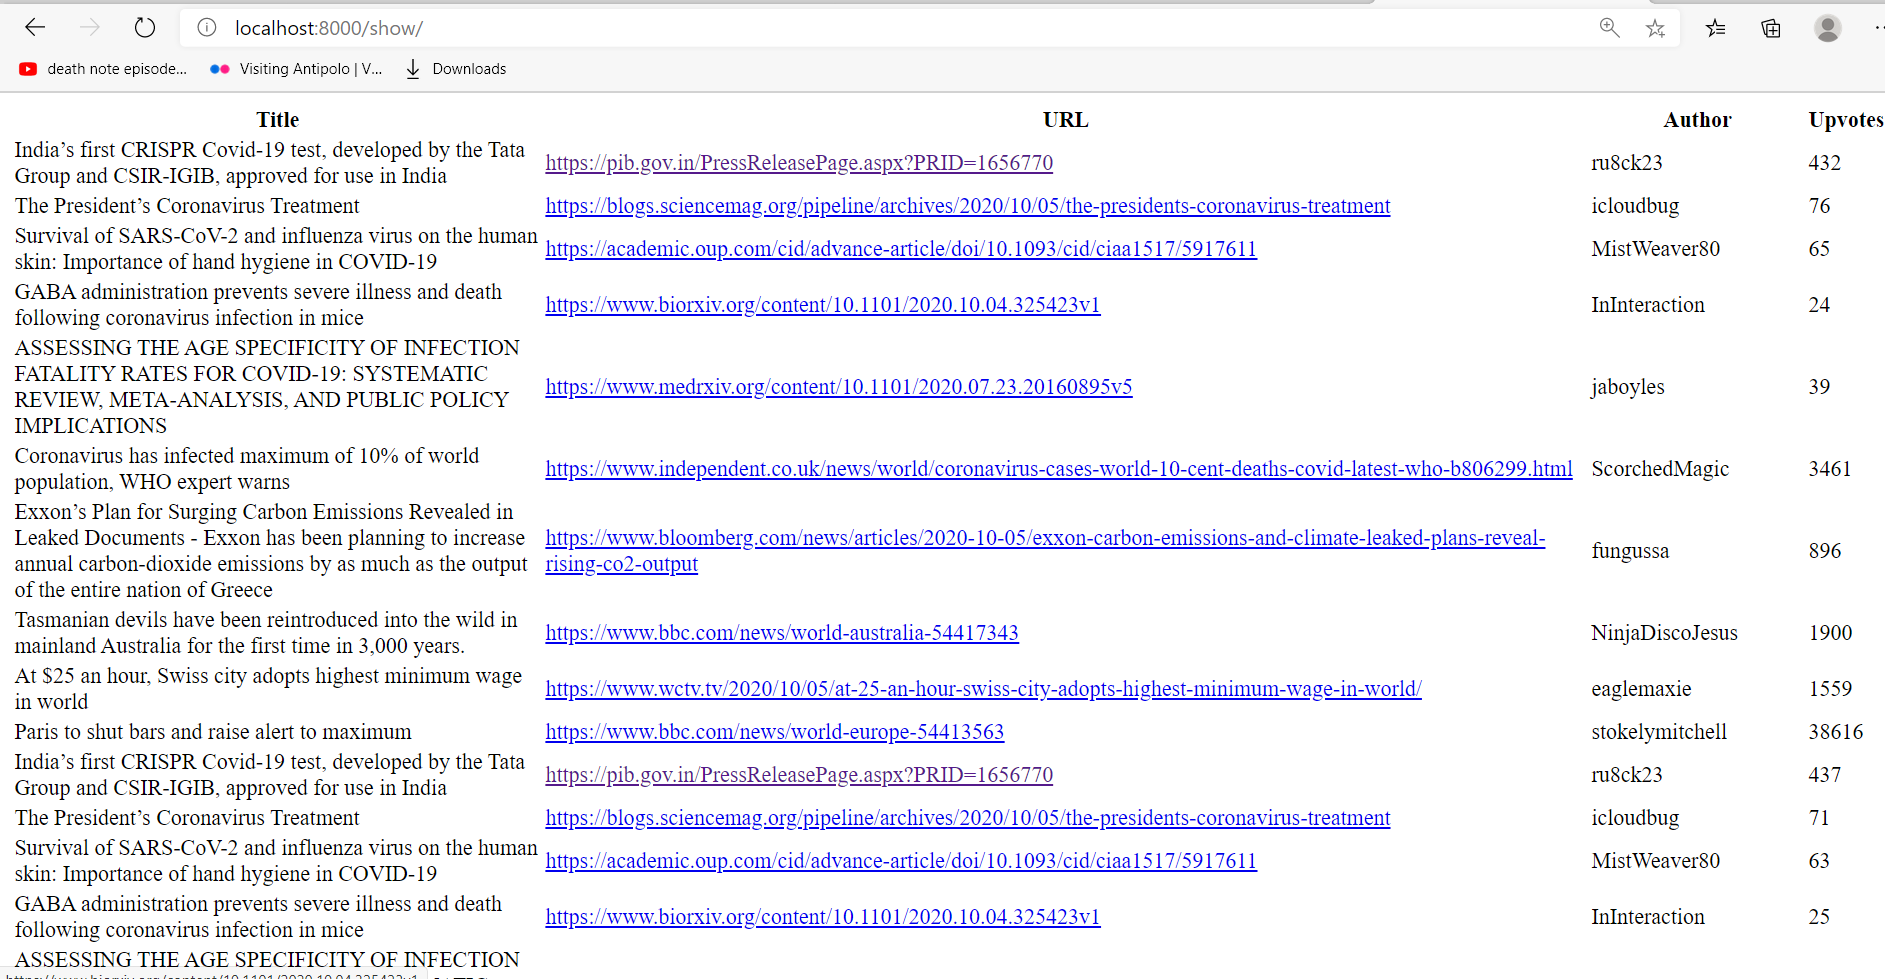 localhost:8000/show/
death note episode... Visiting Antipolo | V... Downloads
Title URL Author Upvotes
India’s first CRISPR Covid-19 test, developed by the Tata
Group and CSIR-IGIB, approved for use in India
https://pib.gov.in/PressReleasePage.aspx?PRID=1656770 ru8ck23 432
The President’s Coronavirus Treatment https://blogs.sciencemag.org/pipeline/archives/2020/10/05/the-presidents-coronavirus-treatment icloudbug 76
Survival of SARS-CoV-2 and influenza virus on the human
skin: Importance of hand hygiene in COVID-19
https://academic.oup.com/cid/advance-article/doi/10.1093/cid/ciaa1517/5917611 MistWeaver80 65
GABA administration prevents severe illness and death
following coronavirus infection in mice
https://www.biorxiv.org/content/10.1101/2020.10.04.325423v1 InInteraction 24
ASSESSING THE AGE SPECIFICITY OF INFECTION
FATALITY RATES FOR COVID-19: SYSTEMATIC
REVIEW, META-ANALYSIS, AND PUBLIC POLICY
IMPLICATIONS
https://www.medrxiv.org/content/10.1101/2020.07.23.20160895v5 jaboyles 39
Coronavirus has infected maximum of 10% of world
population, WHO expert warns
https://www.independent.co.uk/news/world/coronavirus-cases-world-10-cent-deaths-covid-latest-who-b806299.html ScorchedMagic 3461
Exxon’s Plan for Surging Carbon Emissions Revealed in
Leaked Documents - Exxon has been planning to increase
annual carbon-dioxide emissions by as much as the output
of the entire nation of Greece
https://www.bloomberg.com/news/articles/2020-10-05/exxon-carbon-emissions-and-climate-leaked-plans-reveal-
rising-co2-output
fungussa 896
Tasmanian devils have been reintroduced into the wild in
mainland Australia for the first time in 3,000 years.
https://www.bbc.com/news/world-australia-54417343 NinjaDiscoJesus 1900
At $25 an hour, Swiss city adopts highest minimum wage
in world
https://www.wctv.tv/2020/10/05/at-25-an-hour-swiss-city-adopts-highest-minimum-wage-in-world/ eaglemaxie 1559
Paris to shut bars and raise alert to maximum https://www.bbc.com/news/world-europe-54413563 stokelymitchell 38616
India’s first CRISPR Covid-19 test, developed by the Tata
Group and CSIR-IGIB, approved for use in India
https://pib.gov.in/PressReleasePage.aspx?PRID=1656770 ru8ck23 437
The President’s Coronavirus Treatment https://blogs.sciencemag.org/pipeline/archives/2020/10/05/the-presidents-coronavirus-treatment icloudbug 71
Survival of SARS-CoV-2 and influenza virus on the human
skin: Importance of hand hygiene in COVID-19
https://academic.oup.com/cid/advance-article/doi/10.1093/cid/ciaa1517/5917611 MistWeaver80 63
GABA administration prevents severe illness and death
following coronavirus infection in mice
https://www.biorxiv.org/content/10.1101/2020.10.04.325423v1 InInteraction 25
ASSESSING THE AGE SPECIFICITY OF INFECTION